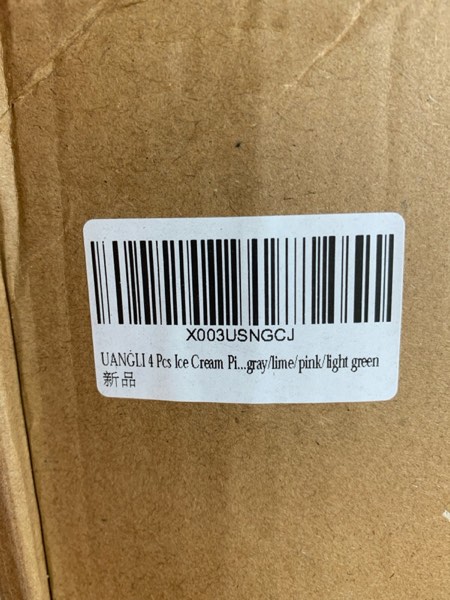 X003USNGCJ
UANGLI 4 Pcs Ice Cream Pi...gray/lime/pink/light green
新品